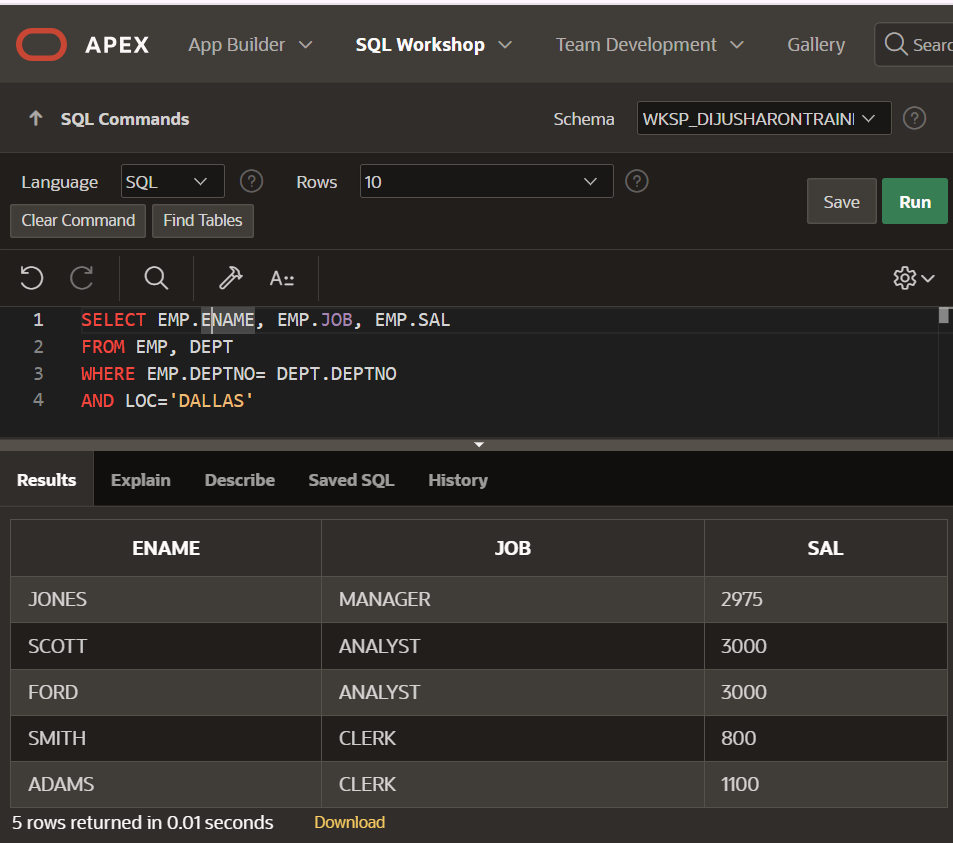 APEX App Builder SQL Workshop Team Development Gallery
SQL Commands Schema WKSP_DIJUSHARONTRAINI
Language SQL Rows 10
Save Run
Clear Command Find Tables
1 SELECT EMP.ENAME, EMP.JOB, EMP.SAL
2 FROM EMP, DEPT
3 WHERE EMP.DEPTNO= DEPT.DEPTNO
4 AND LOC='DALLAS'
Results Explain Describe Saved SQL History
ENAME JOB SAL
JONES MANAGER 2975
SCOTT ANALYST 3000
FORD ANALYST 3000
SMITH CLERK 800
ADAMS CLERK 1100
5 rows returned in 0.01 seconds Download